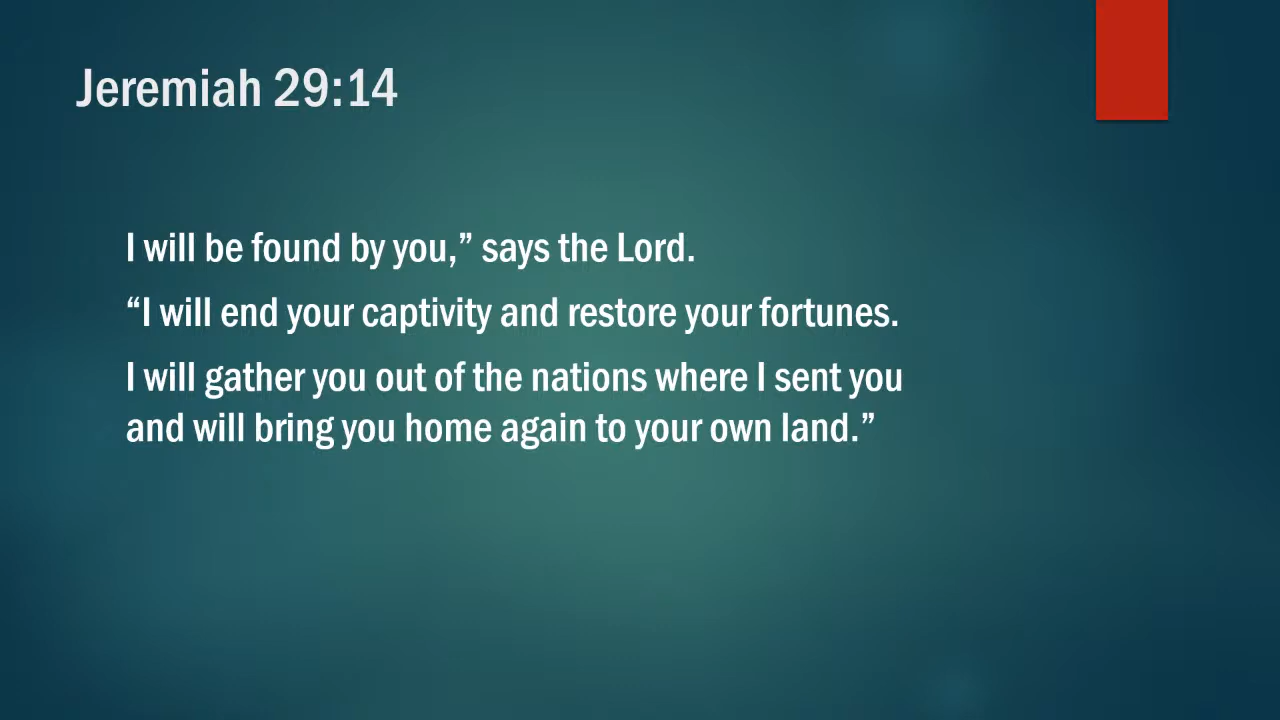 Jeremiah 29:14
I will be found by you,” says the Lord.
“I will end your captivity and restore your fortunes.
I will gather you out of the nations where I sent you
and will bring you home again to your own land.”